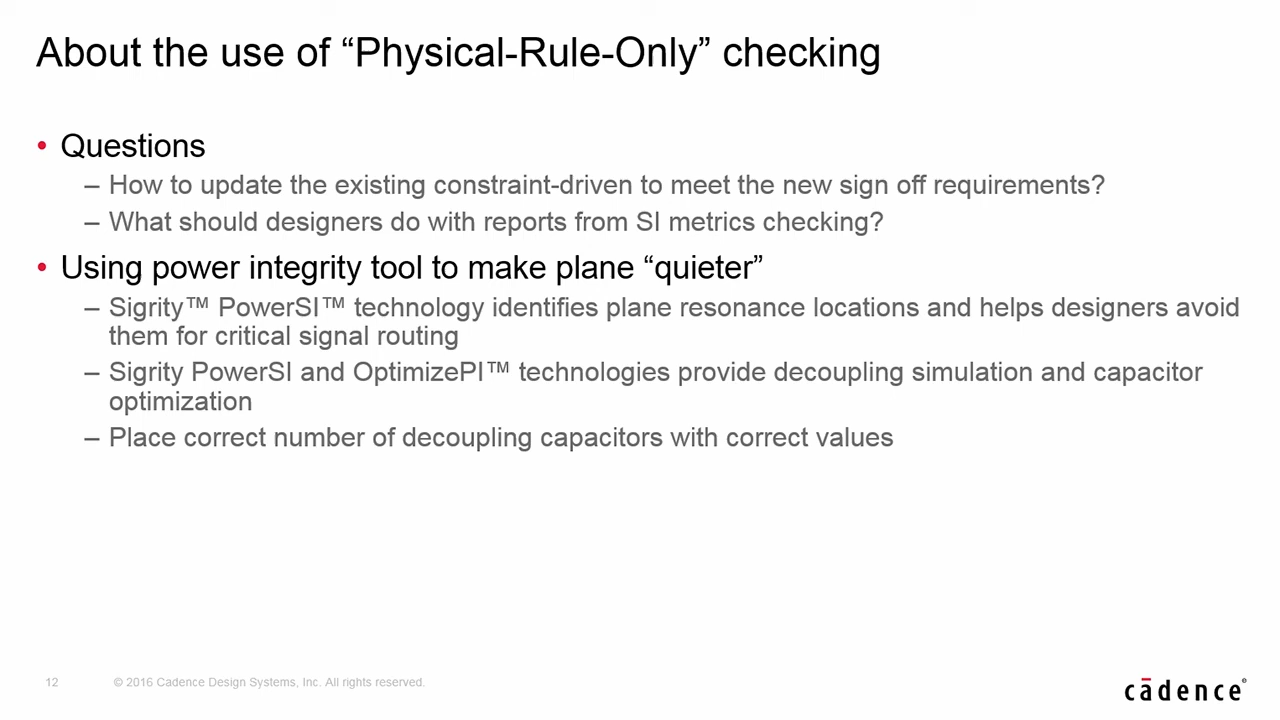 About the use of “Physical-Rule-Only” checking
• Questions
– How to update the existing constraint-driven to meet the new sign off requirements?
– What should designers do with reports from SI metrics checking?
• Using power integrity tool to make plane “quieter”
– Sigrity™ PowerSI™ technology identifies plane resonance locations and helps designers avoid
them for critical signal routing
– Sigrity PowerSI and OptimizePI™ technologies provide decoupling simulation and capacitor
optimization
– Place correct number of decoupling capacitors with correct values
12 © 2016 Cadence Design Systems, Inc. All rights reserved.
cādence®